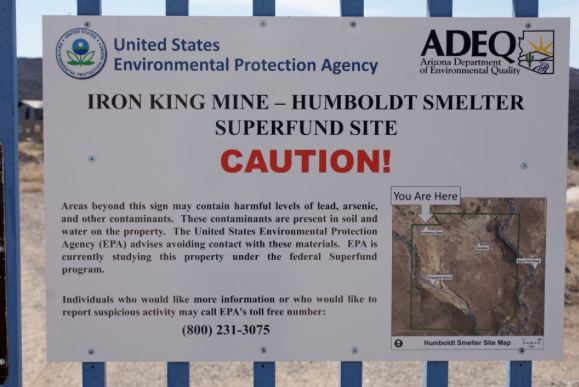 United States
Environmental Protection Agency
ADEQ
Arizona Department
of Environmental Quality
IRON KING MINE – HUMBOLDT SMELTER
SUPERFUND SITE
CAUTION!
Areas beyond this sign may contain harmful levels of lead, arsenic,
and other contaminants. These contaminants are present in soil and
water on the property. The United States Environmental Protection
Agency (EPA) advises avoiding contact with these materials. EPA is
currently studying this property under the federal Superfund
program.
Individuals who would like more information or who would like to
report suspicious activity may call EPA's toll free number:
(800) 231-3075
You Are Here
Humboldt Smelter Site Map